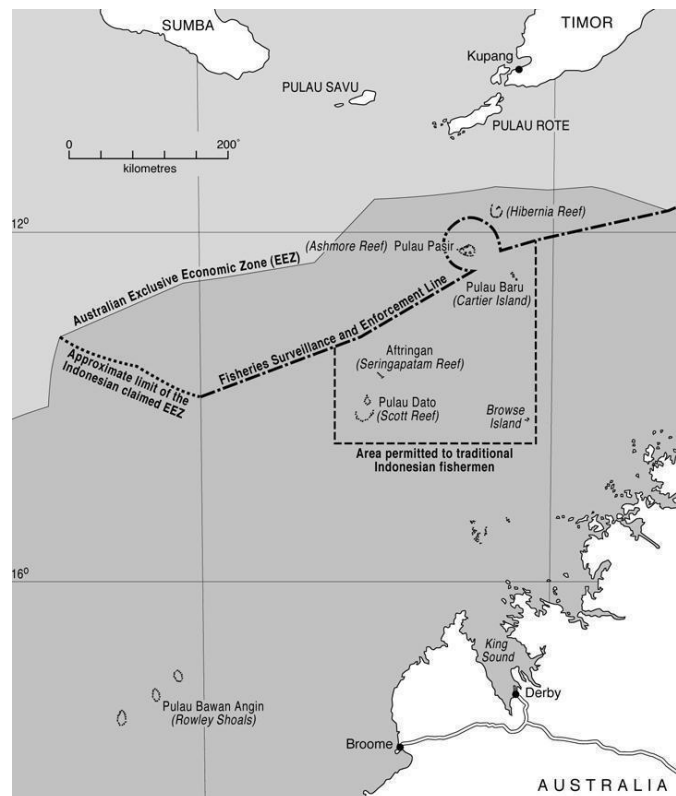 SUMBA
TIMOR
Kupang
PULAU SAVU
PULAU ROTE
0 200°
kilometres
12°
(Hibernia Reef)
(Ashmore Reef) Pulau Pasir
Australian Exclusive Economic Zone (EEZ)
Pulau Baru
(Cartier Island)
Fisheries Surveillance and Enforcement Line
Approximate limit of the
Indonesian claimed EEZ
Aftringan
(Seringapatam Reef)
Pulau Dato
(Scott Reef)
Browse
Island
Area permitted to traditional
Indonesian fishermen
16°
King
Sound
Derby
Pulau Bawan Angin
(Rowley Shoals)
Broome
AUSTRALIA